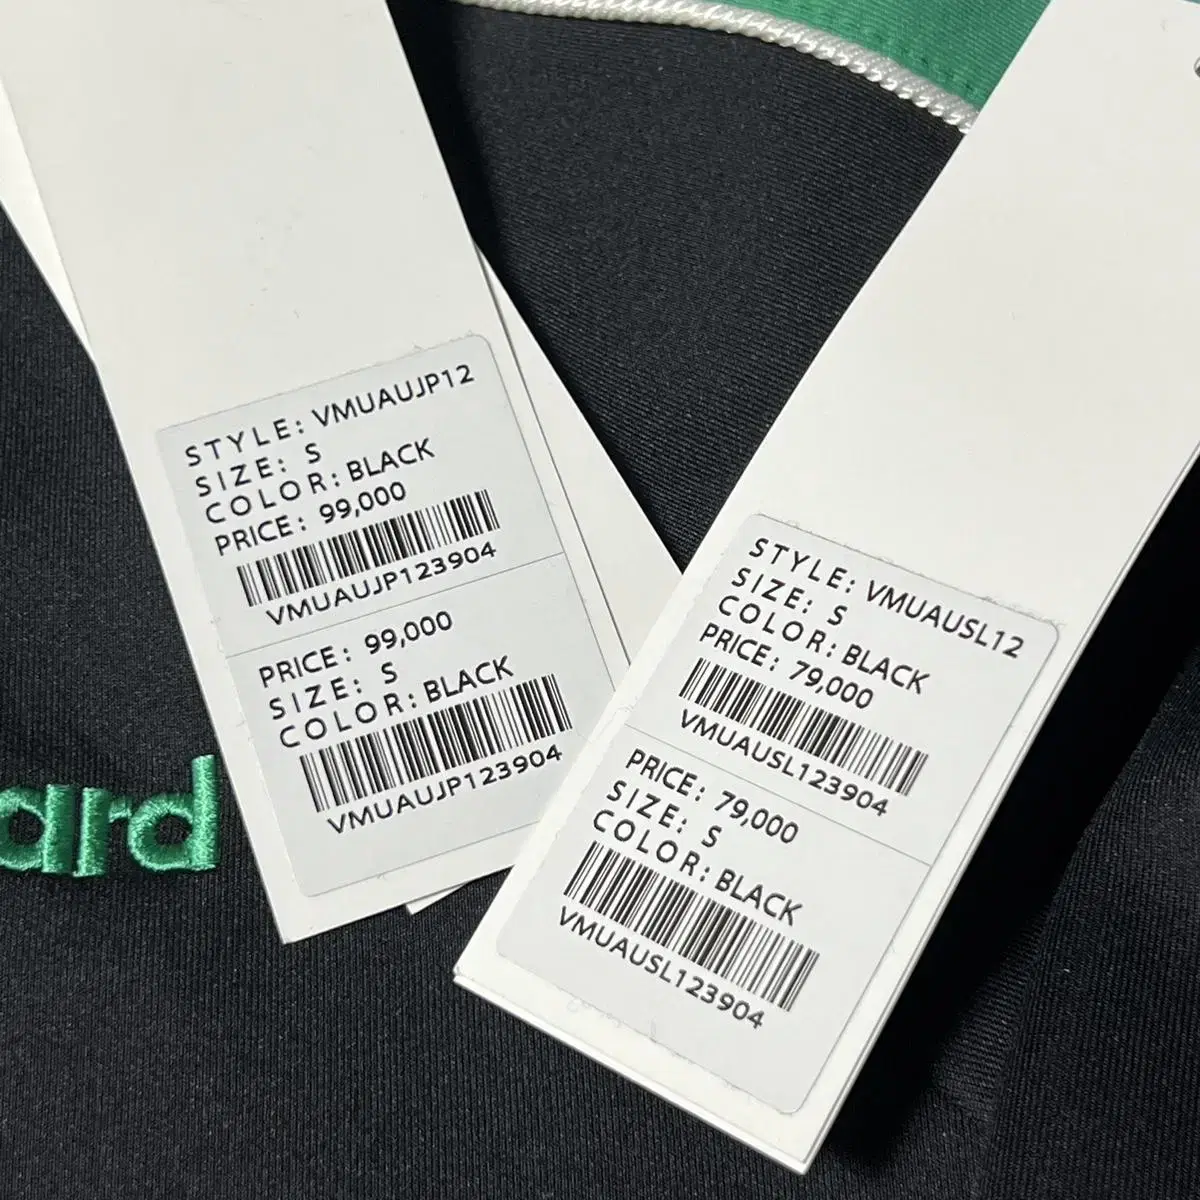 STYLE: VMUAUJP12
SIZE: S
COLOR: BLACK
PRICE: 99,000
VMUAUJP123904
PRICE: 99,000
SIZE: S
COLOR: BLACK
VMUAUJP123904
STYLE: VMUAUSL12
SIZE: S
COLOR: BLACK
PRICE: 79,000
VMUAUSL123904
PRICE: 79,000
SIZE: S
COLOR: BLACK
VMUAUSL123904
ard